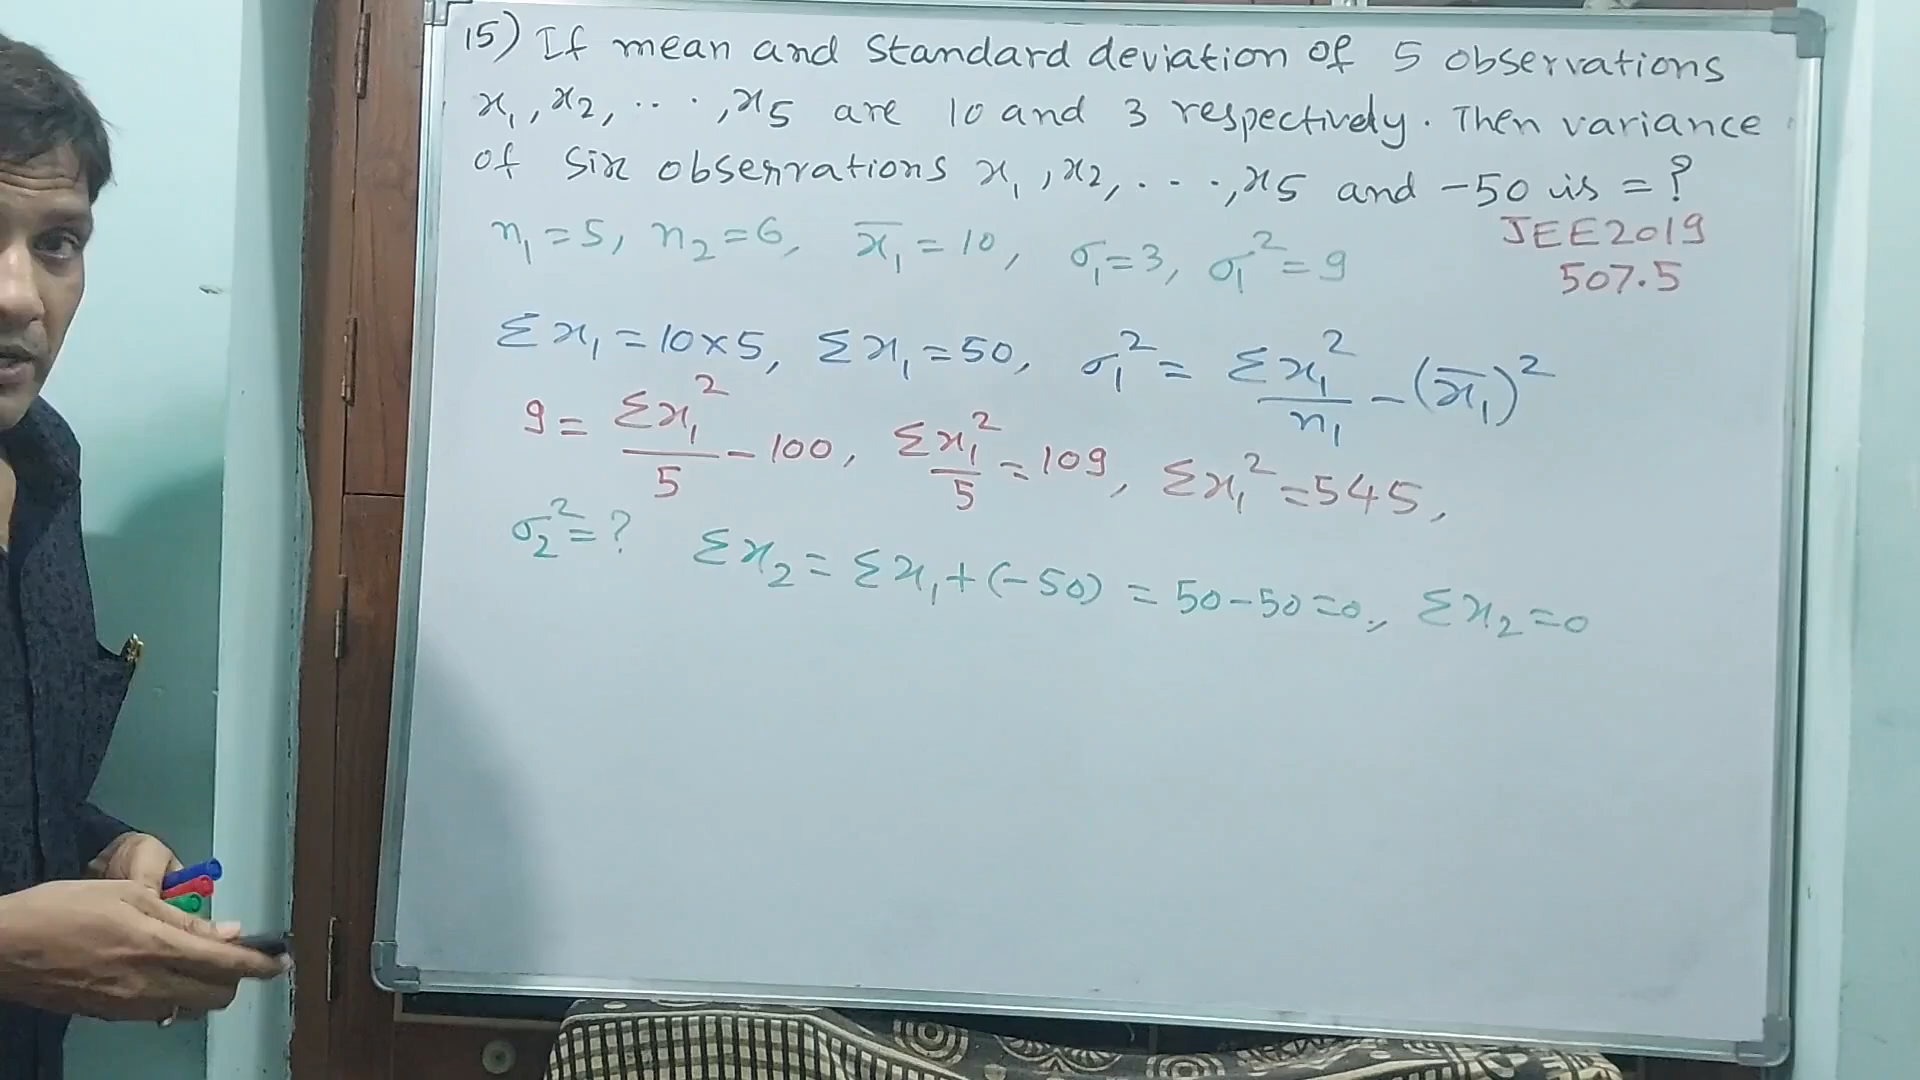 15) If mean and standard deviation of 5 observations
x₁, x₂, ..., x5 are 10 and 3 respectively. Then variance
of six observations x₁, x₂, ..., x5 and -50 is = ?
n₁ = 5, n₂ = 6, x̄₁ = 10, σ₁ = 3, σ₁² = 9
JEE2019
507.5
Σx₁ = 10×5, Σx₁ = 50, σ₁² = Σx₁²/n₁ - (x̄₁)²
9 = Σx₁²/5 - 100, Σx₁²/5 = 109, Σx₁² = 545,
σ₂² = ? Σx₂ = Σx₁ + (-50) = 50-50=0, Σx₂ = 0